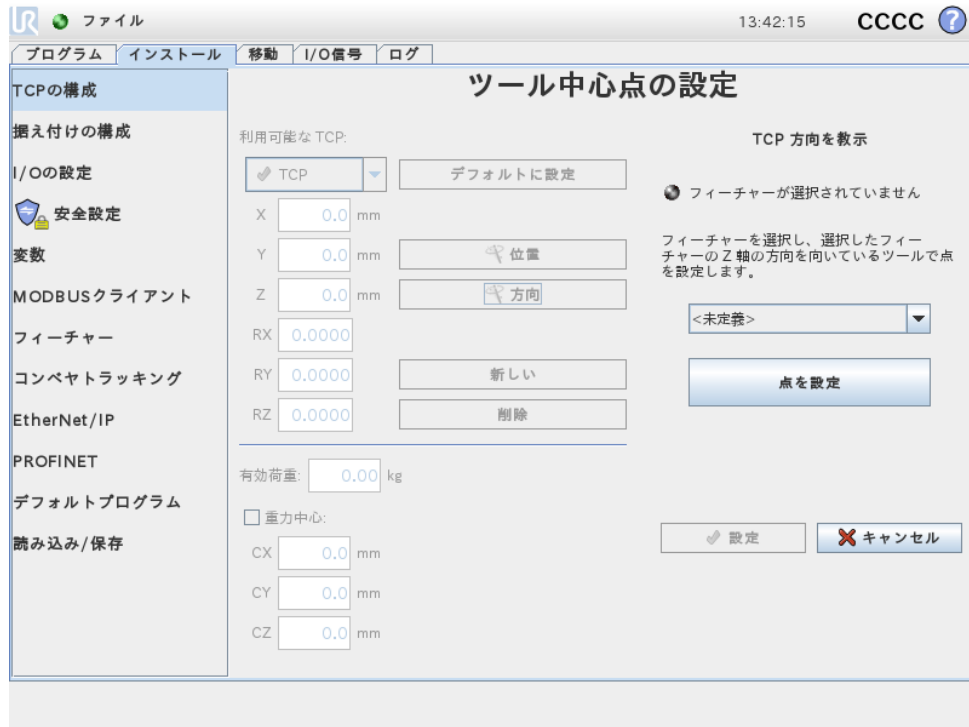 UR ファイル 13:42:15 CCCC ?
プログラム インストール 移動 I/O信号 ログ
TCPの構成
据え付けの構成
I/Oの設定
安全設定
変数
MODBUSクライアント
フィーチャー
コンベヤトラッキング
EtherNet/IP
PROFINET
デフォルトプログラム
読み込み/保存
ツール中心点の設定
利用可能な TCP:
TCP デフォルトに設定
X 0.0 mm
Y 0.0 mm 位置
Z 0.0 mm 方向
RX 0.0000
RY 0.0000 新しい
RZ 0.0000 削除
有効荷重: 0.00 kg
重力中心:
CX 0.0 mm
CY 0.0 mm
CZ 0.0 mm
TCP 方向を教示
フィーチャーが選択されていません
フィーチャーを選択し、選択したフィー
チャーの Z 軸の方向を向いているツールで点
を設定します。
<未定義>
点を設定
設定 キャンセル